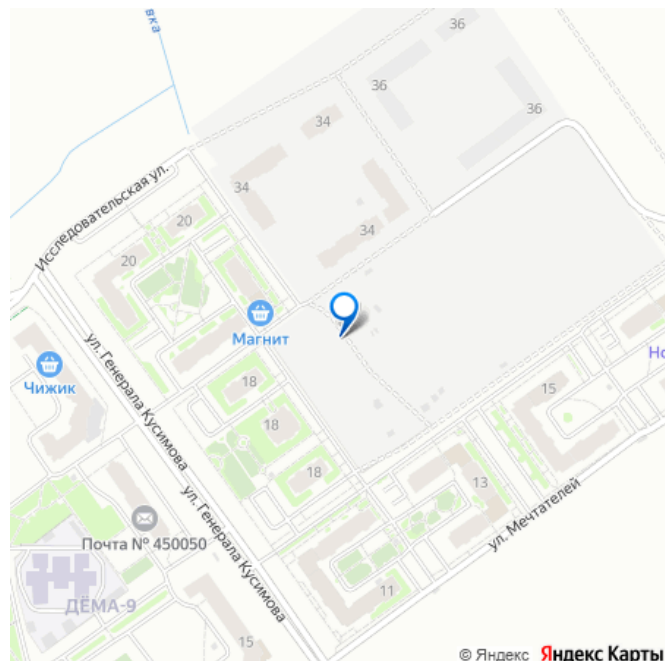 вка
36
36
36
34
34
34
Исследовательская ул.
20
20
Магнит
ул. Генерала Кусимова
Чижик
18
18
18
15
Но
13
ул. Мечтателей
ул. Генерала Кусимова
Почта № 450050
ДЁМА-9
11
15
© Яндекс Яндекс Карты